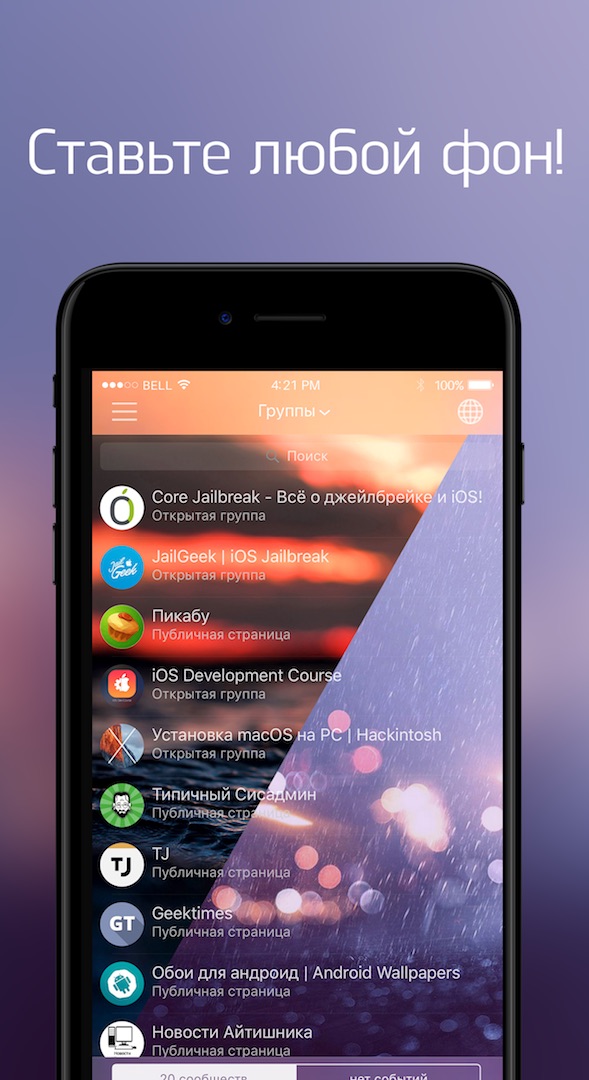 Ставьте любой фон!
BELL 4:21 PM 100%
Группы
Поиск
Core Jailbreak - Всё о джейлбрейке и iOS!
Открытая группа
JailGeek | iOS Jailbreak
Открытая группа
Пикабу
Публичная страница
iOS Development Course
Открытая группа
Установка macOS на PC | Hackintosh
Открытая группа
Типичный Сисадмин
Публичная страница
TJ
TJ
Публичная страница
GT
Geektimes
Публичная страница
Обои для андроид | Android Wallpapers
Публичная страница
Новости Айтишника
Публичная страница
20 сообществ нет событий